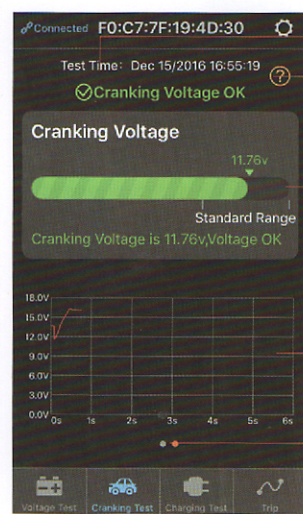 Connected F0:C7:7F:19:4D:30
Test Time: Dec 15/2016 16:55:19
Cranking Voltage OK
?
Cranking Voltage
11.76v
Standard Range
Cranking Voltage is 11.76v,Voltage OK
18.0V
15.0V
12.0V
9.0V
6.0V
3.0V
0.0V 0s 1s 2s 3s 4s 5s 6s
Voltage Test Cranking Test Charging Test Trip